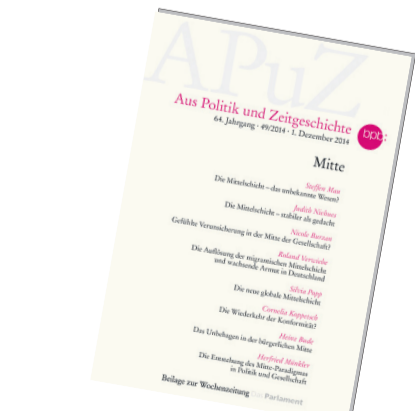 APuZ
Aus Politik und Zeitgeschichte
64. Jahrgang · 49/2014 · 1. Dezember 2014
bpb:
Mitte
Steffen Mau
Die Mittelschicht – das unbekannte Wesen?
Judith Niehues
Die Mittelschicht – stabiler als gedacht
Nicole Burzan
Gefühlte Verunsicherung in der Mitte der Gesellschaft?
Roland Verwiebe
Die Auflösung der migrantischen Mittelschicht
und wachsende Armut in Deutschland
Silvia Popp
Die neue globale Mittelschicht
Cornelia Koppetsch
Die Wiederkehr der Konformität?
Heinz Bude
Das Unbehagen in der bürgerlichen Mitte
Herfried Münkler
Die Entstehung des Mitte-Paradigmas
in Politik und Gesellschaft
Beilage zur Wochenzeitung Das Parlament